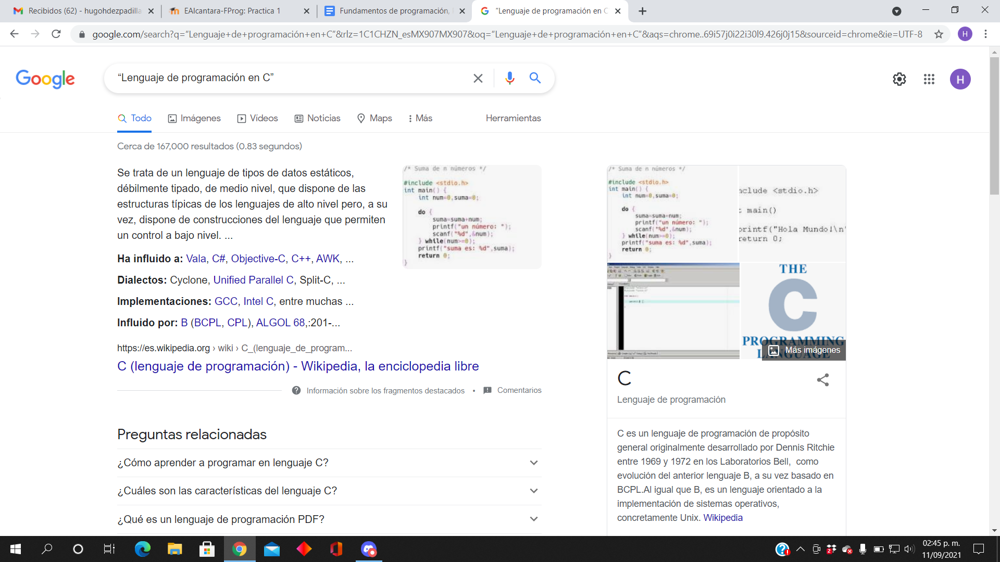 Recibidos (62) - hugohdezpadilla
EAlcantara-FProg: Practica 1
Fundamentos de programación,
“Lenguaje de programación en C
google.com/search?q=“Lenguaje+de+programación+en+C”&rlz=1C1CHZN_esMX907MX907&oq=“Lenguaje+de+programación+en+C”&aqs=chrome..69i57j0i22i30l9.426j0j15&sourceid=chrome&ie=UTF-8
H
Google
“Lenguaje de programación en C”
H
Todo
Imágenes
Vídeos
Noticias
Maps
Más
Herramientas
Cerca de 167,000 resultados (0.83 segundos)
Se trata de un lenguaje de tipos de datos estáticos,
débilmente tipado, de medio nivel, que dispone de las
estructuras típicas de los lenguajes de alto nivel pero, a su
vez, dispone de construcciones del lenguaje que permiten
un control a bajo nivel. ...
Ha influido a: Vala, C#, Objective-C, C++, AWK, ...
Dialectos: Cyclone, Unified Parallel C, Split-C, ...
Implementaciones: GCC, Intel C, entre muchas ...
Influido por: B (BCPL, CPL), ALGOL 68,:201-...
/* Suma de n números */
#include <stdio.h>
int main() {
int num=0,suma=0;
do {
suma=suma+num;
printf("un número: ");
scanf("%d",&num);
} while(num>=0);
printf("suma es: %d",suma);
return 0;
}
https://es.wikipedia.org › wiki › C_(lenguaje_de_program...
C (lenguaje de programación) - Wikipedia, la enciclopedia libre
Información sobre los fragmentos destacados • Comentarios
Preguntas relacionadas
¿Cómo aprender a programar en lenguaje C?
¿Cuáles son las características del lenguaje C?
¿Qué es un lenguaje de programación PDF?
/* Suma de n números */
#include <stdio.h>
int main() {
int num=0,suma=0;
do {
suma=suma+num;
printf("un número: ");
scanf("%d",&num);
} while(num>=0);
printf("suma es: %d",suma);
return 0;
}
nclude <stdio.h>
t main()
printf("Hola Mundo!\n"
return 0;
THE
C
PROGRAMMING
LANGUAGE
Más imágenes
C
Lenguaje de programación
C es un lenguaje de programación de propósito
general originalmente desarrollado por Dennis Ritchie
entre 1969 y 1972 en los Laboratorios Bell, como
evolución del anterior lenguaje B, a su vez basado en
BCPL.Al igual que B, es un lenguaje orientado a la
implementación de sistemas operativos,
concretamente Unix. Wikipedia
02:45 p. m.
11/09/2021